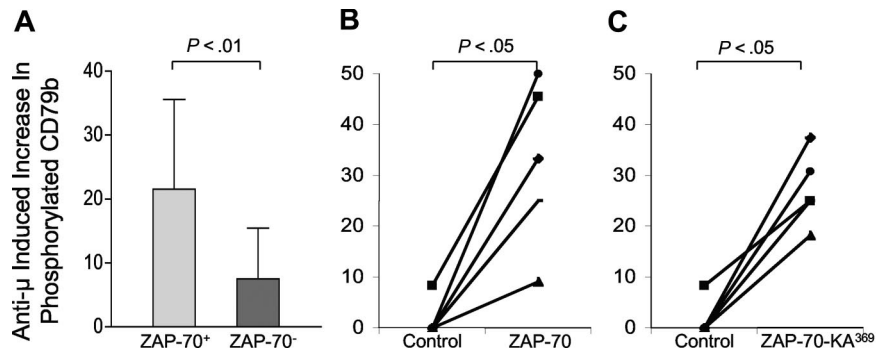 A
B
C
P < .01
P < .05
P < .05
Anti-μ Induced Increase In
Phosphorylated CD79b
40
30
20
10
0
ZAP-70⁺ ZAP-70⁻
50
40
30
20
10
0
Control ZAP-70
50
40
30
20
10
0
Control ZAP-70-KA³⁶⁹